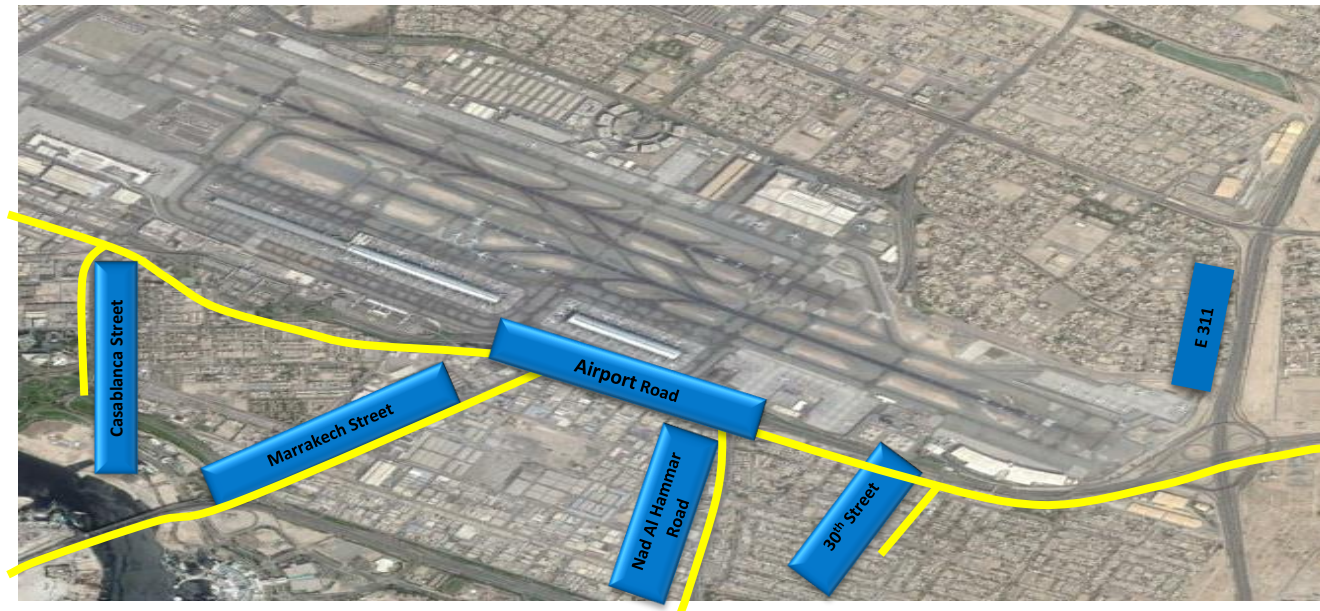 Casablanca Street
Marrakech Street
Airport Road
Nad Al Hammar
Road
30th Street
E 311